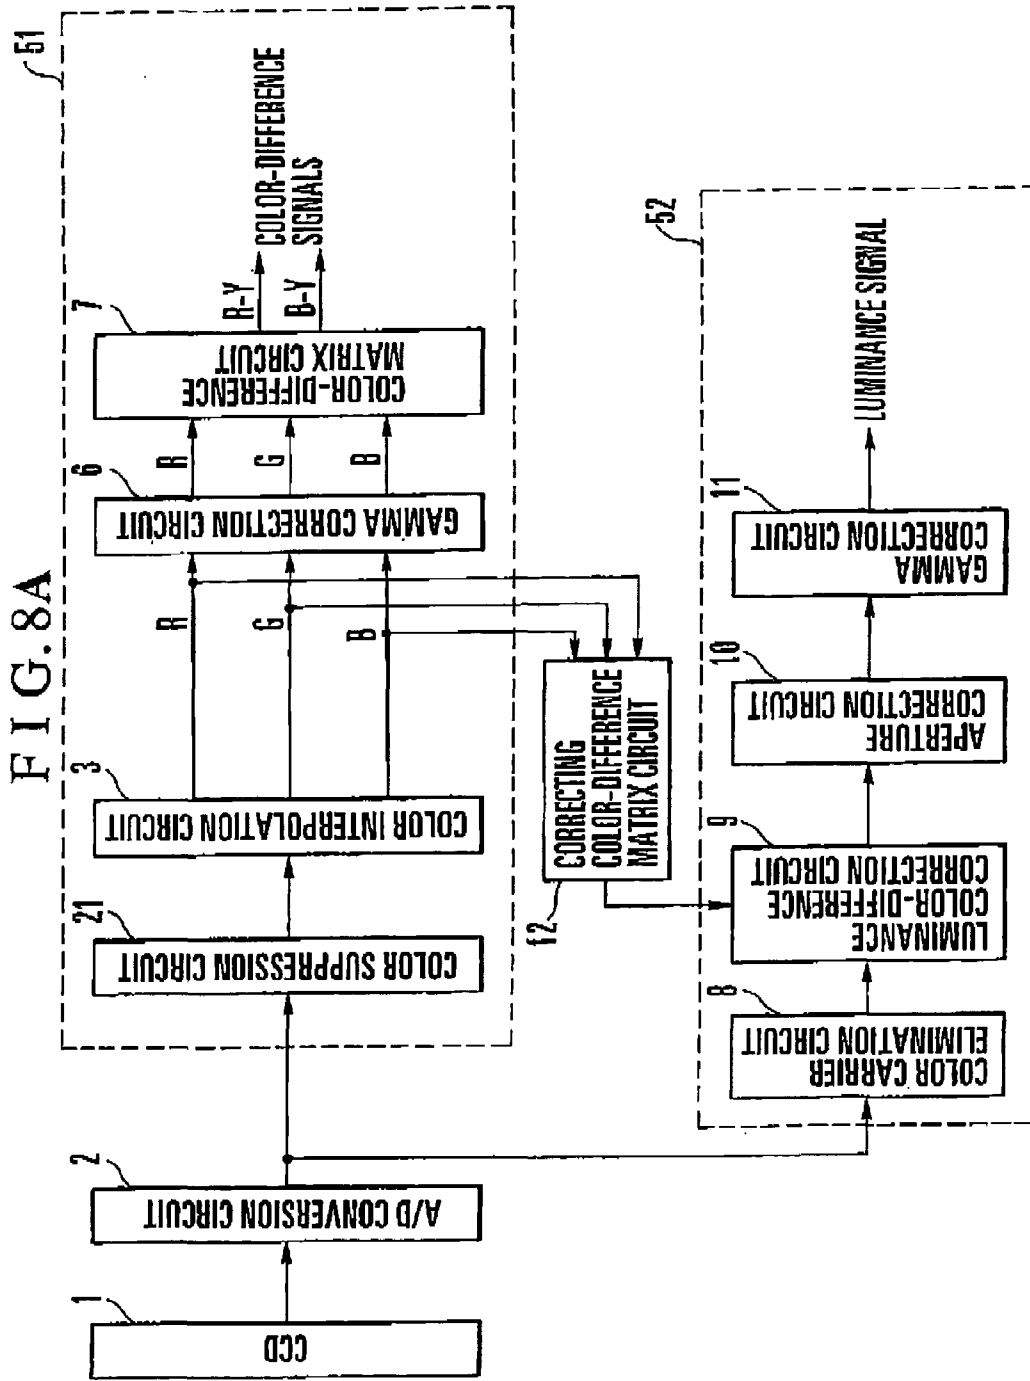 FIG. 8A
51
1
CCD
2
A/D CONVERSION
CIRCUIT
21
COLOR SUPPRESSION CIRCUIT
3
COLOR INTERPOLATION CIRCUIT
R
G
B
6
GAMMA CORRECTION CIRCUIT
R
G
B
7
COLOR-DIFFERENCE
MATRIX CIRCUIT
R-Y
B-Y
COLOR-DIFFERENCE
SIGNALS
12
CORRECTING
COLOR-DIFFERENCE
MATRIX CIRCUIT
52
8
COLOR CARRIER
ELIMINATION CIRCUIT
9
LUMINANCE
COLOR-DIFFERENCE
CORRECTION CIRCUIT
10
APERTURE
CORRECTION CIRCUIT
11
GAMMA
CORRECTION CIRCUIT
LUMINANCE SIGNAL